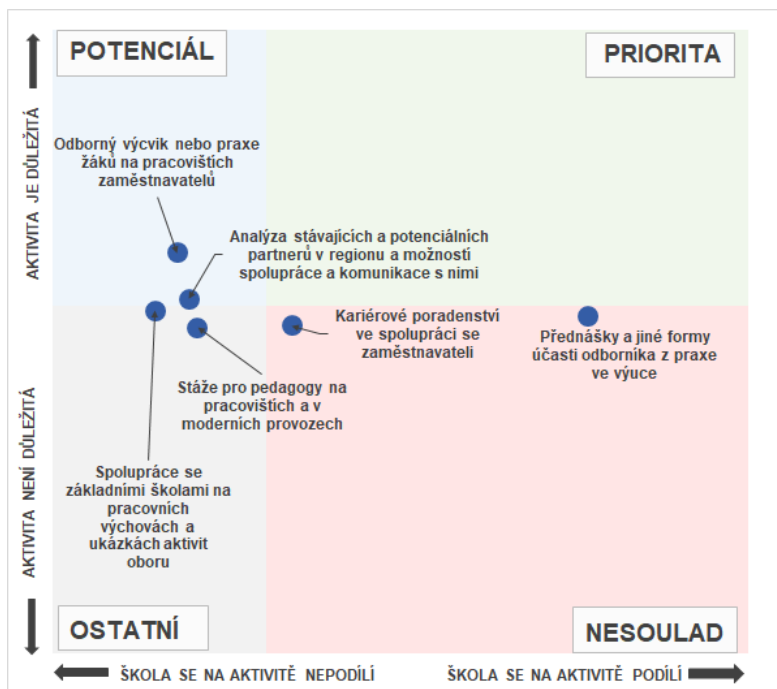 POTENCIÁL
PRIORITA
AKTIVITA JE DŮLEŽITÁ
Odborný výcvik nebo praxe
žáků na pracovištích
zaměstnavatelů
Analýza stávajících a potenciálních
partnerů v regionu a možností
spolupráce a komunikace s nimi
Kariérové poradenství
ve spolupráci se
zaměstnavateli
Přednášky a jiné formy
účasti odborníka z praxe
ve výuce
Stáže pro pedagogy na
pracovištích a v
moderních provozech
Spolupráce se
základními školami na
pracovních
výchovách a
ukázkách aktivit
oboru
AKTIVITA NENÍ DŮLEŽITÁ
OSTATNÍ
NESOULAD
ŠKOLA SE NA AKTIVITĚ NEPODÍLÍ
ŠKOLA SE NA AKTIVITĚ PODÍLÍ